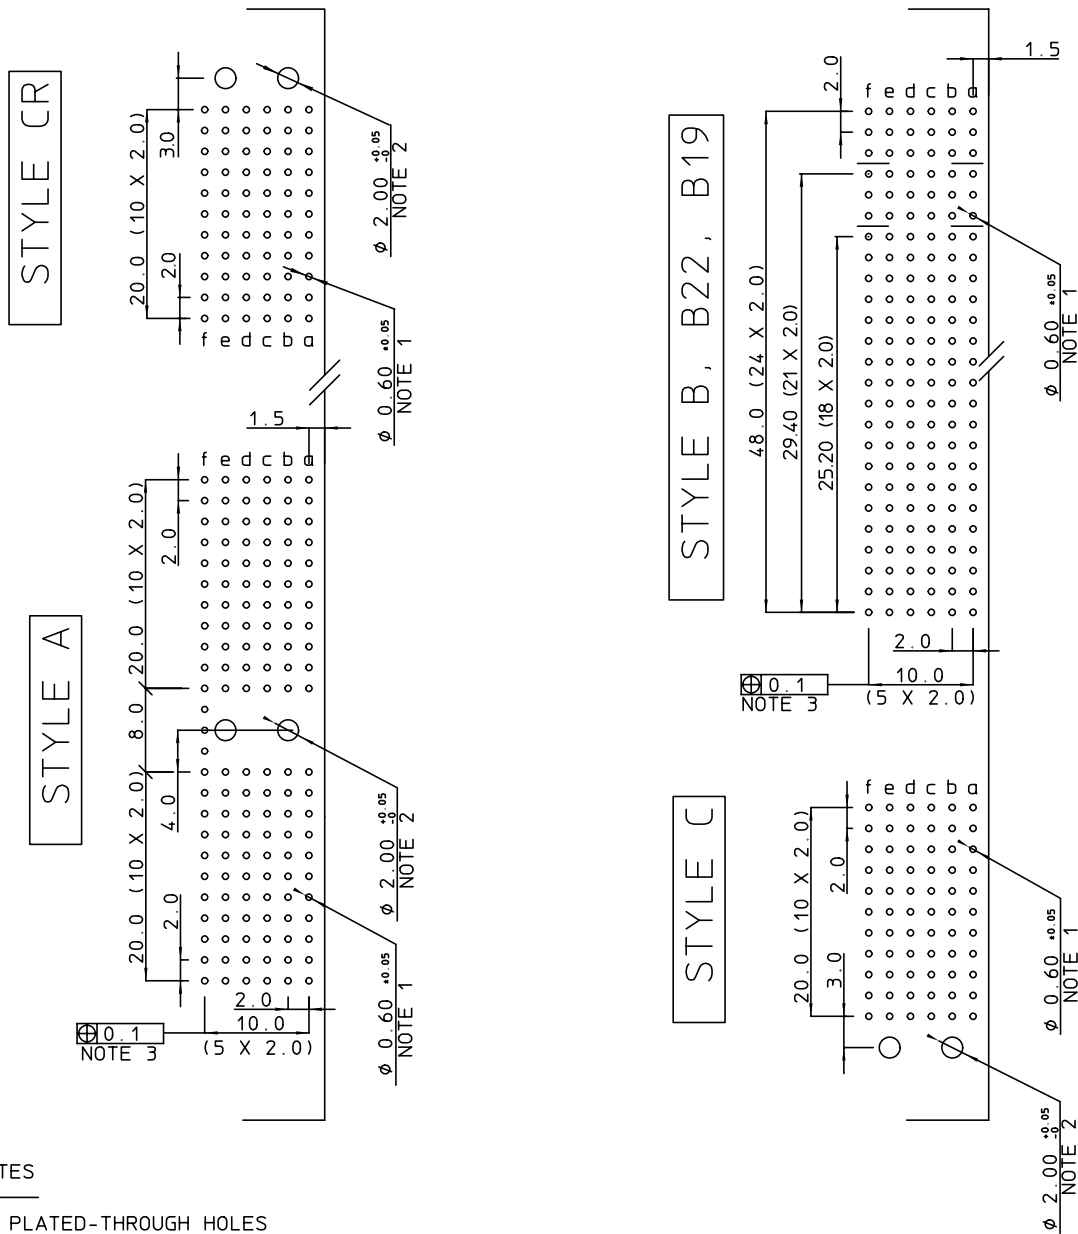 STYLE CR
20.0 (10 X 2.0)
3.0
2.0
f e d c b a
Ø 2.00 +0.05 -0
NOTE 2
Ø 0.60 ±0.05
NOTE 1
1.5
f e d c b a
STYLE A
20.0 (10 X 2.0)
2.0
8.0
4.0
20.0 (10 X 2.0)
2.0
Ø 2.00 +0.05 -0
NOTE 2
Ø 0.60 ±0.05
NOTE 1
2.0
10.0
(5 X 2.0)
⌖ 0.1
NOTE 3
STYLE B, B22, B19
2.0
1.5
f e d c b a
48.0 (24 X 2.0)
29.40 (21 X 2.0)
25.20 (18 X 2.0)
Ø 0.60 ±0.05
NOTE 1
2.0
10.0
(5 X 2.0)
⌖ 0.1
NOTE 3
STYLE C
f e d c b a
20.0 (10 X 2.0)
2.0
3.0
Ø 0.60 ±0.05
NOTE 1
Ø 2.00 +0.05 -0
NOTE 2
TES
PLATED-THROUGH HOLES